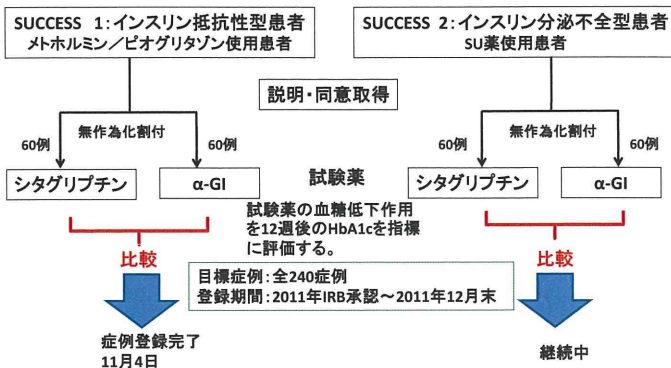 SUCCESS 1:インスリン抵抗性型患者
メトホルミン／ピオグリタゾン使用患者
SUCCESS 2:インスリン分泌不全型患者
SU薬使用患者
説明・同意取得
無作為化割付
60例
60例
無作為化割付
60例
60例
シタグリプチン
α-GI
試験薬
シタグリプチン
α-GI
試験薬の血糖低下作用
を12週後のHbA1cを指標
に評価する。
比較
比較
目標症例:全240症例
登録期間:2011年IRB承認～2011年12月末
症例登録完了
11月4日
継続中